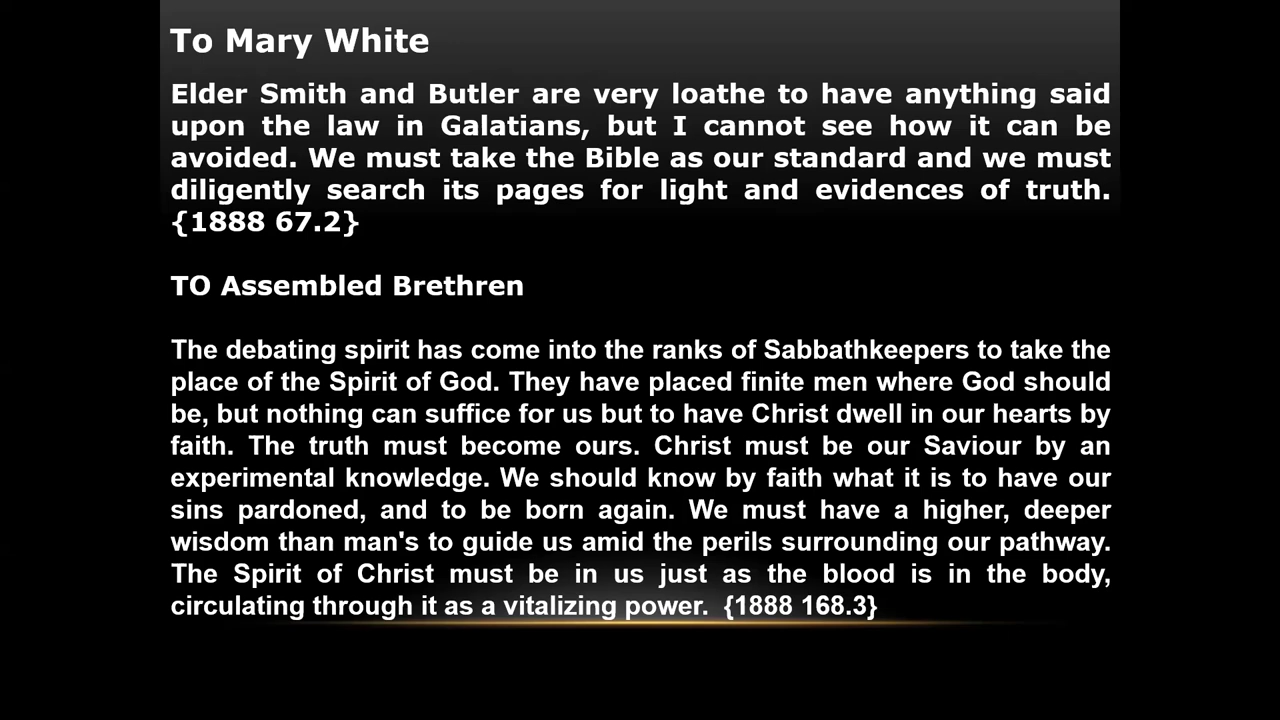 To Mary White
Elder Smith and Butler are very loathe to have anything said
upon the law in Galatians, but I cannot see how it can be
avoided. We must take the Bible as our standard and we must
diligently search its pages for light and evidences of truth.
{1888 67.2}
TO Assembled Brethren
The debating spirit has come into the ranks of Sabbathkeepers to take the
place of the Spirit of God. They have placed finite men where God should
be, but nothing can suffice for us but to have Christ dwell in our hearts by
faith. The truth must become ours. Christ must be our Saviour by an
experimental knowledge. We should know by faith what it is to have our
sins pardoned, and to be born again. We must have a higher, deeper
wisdom than man's to guide us amid the perils surrounding our pathway.
The Spirit of Christ must be in us just as the blood is in the body,
circulating through it as a vitalizing power. {1888 168.3}